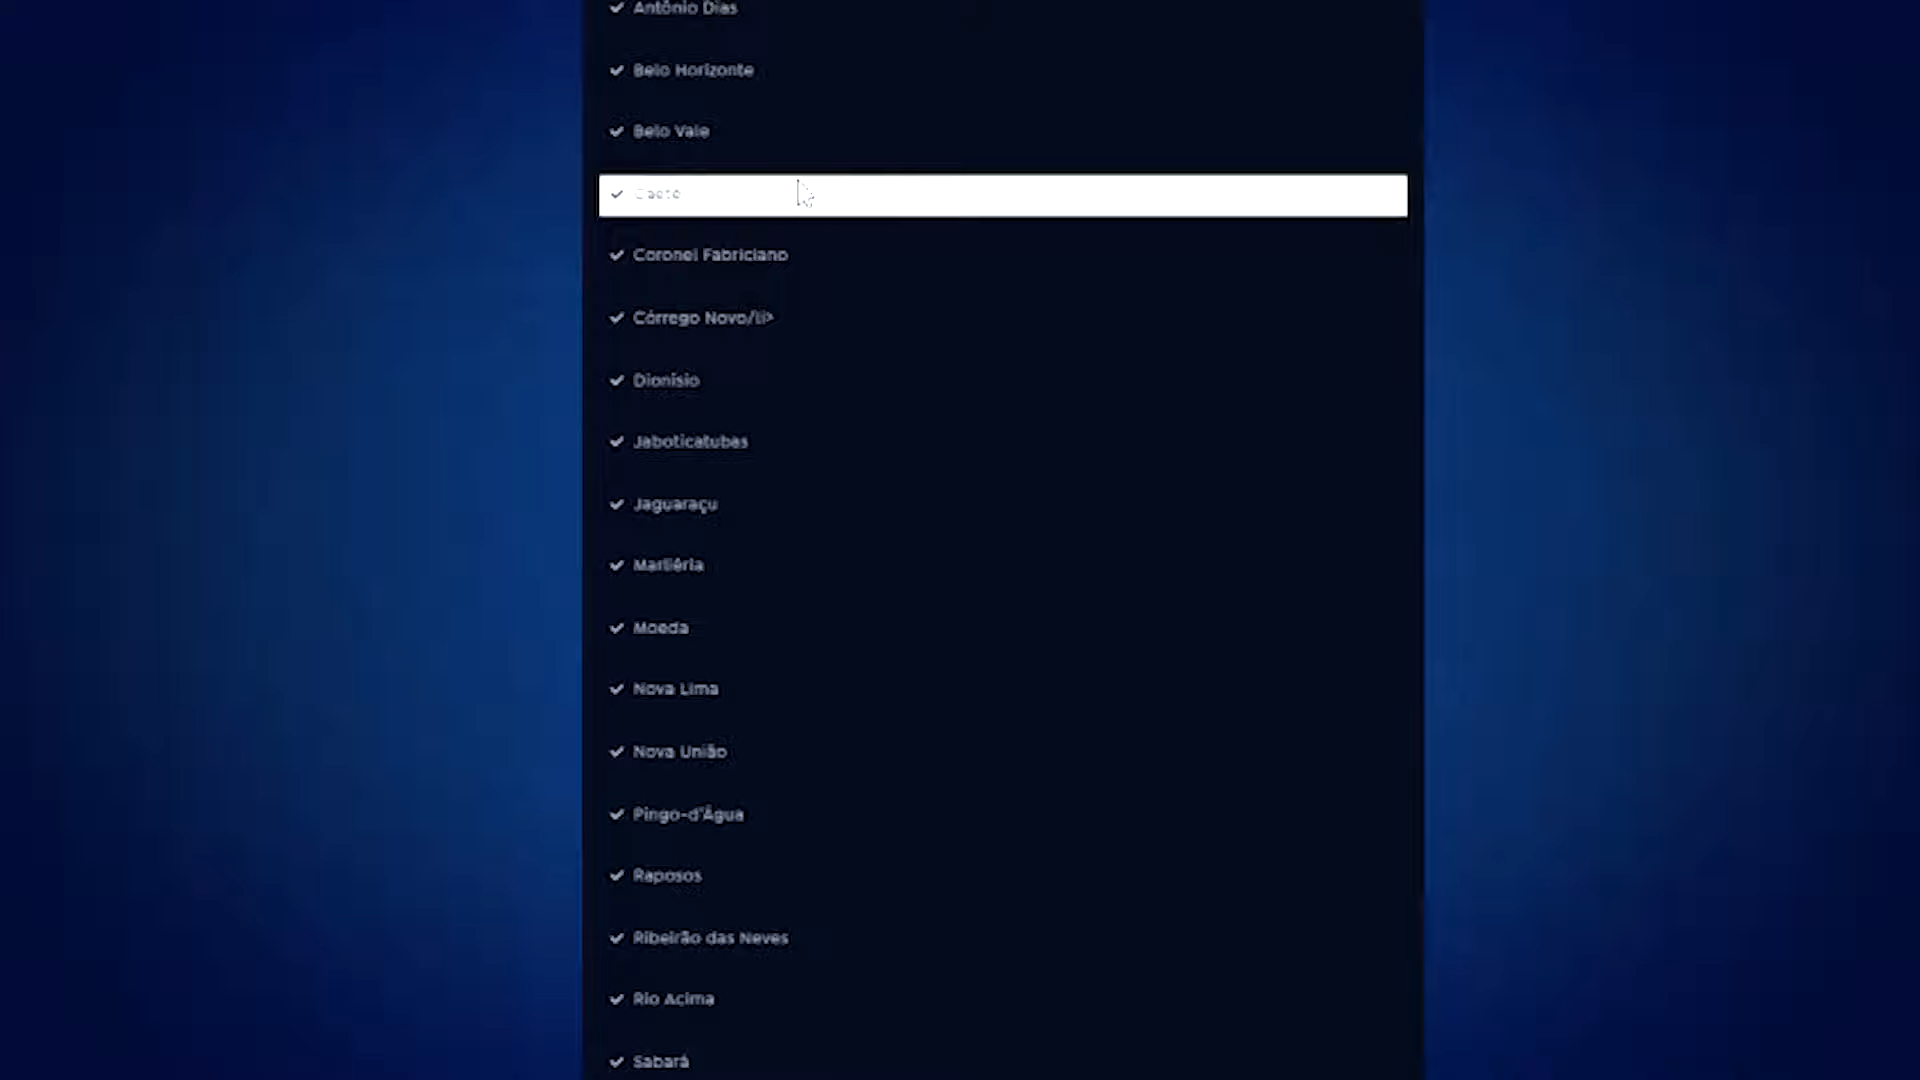 Antônio Dias
Belo Horizonte
Belo Vale
Caeté
Coronel Fabriciano
Córrego Novo/li>
Dionísio
Jaboticatubas
Jaguaraçu
Marliéria
Moeda
Nova Lima
Nova União
Pingo-d'Água
Raposos
Ribeirão das Neves
Rio Acima
Sabará